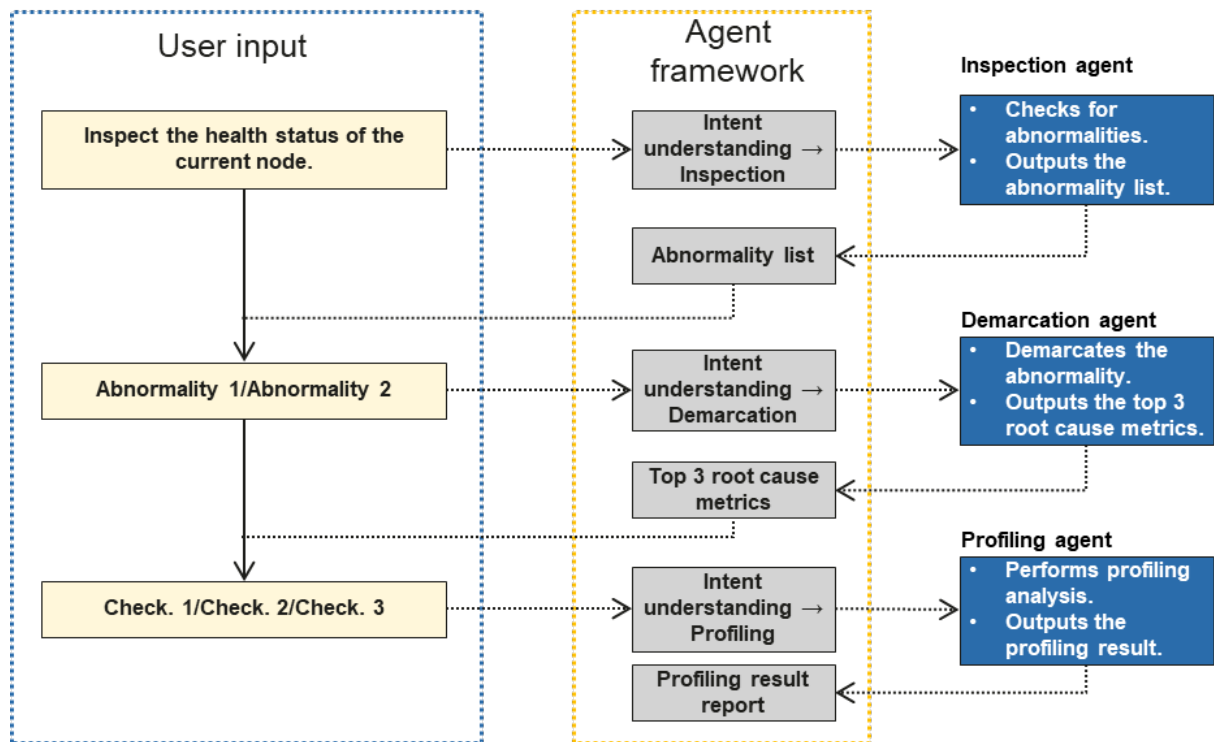 User input
Agent
framework
Inspection agent
Inspect the health status of the
current node.
Intent
understanding →
Inspection
• Checks for
abnormalities.
• Outputs the
abnormality list.
Abnormality list
Demarcation agent
Abnormality 1/Abnormality 2
Intent
understanding →
Demarcation
• Demarcates the
abnormality.
• Outputs the top 3
root cause metrics.
Top 3 root cause
metrics
Profiling agent
Check. 1/Check. 2/Check. 3
Intent
understanding →
Profiling
• Performs profiling
analysis.
• Outputs the
profiling result.
Profiling result
report